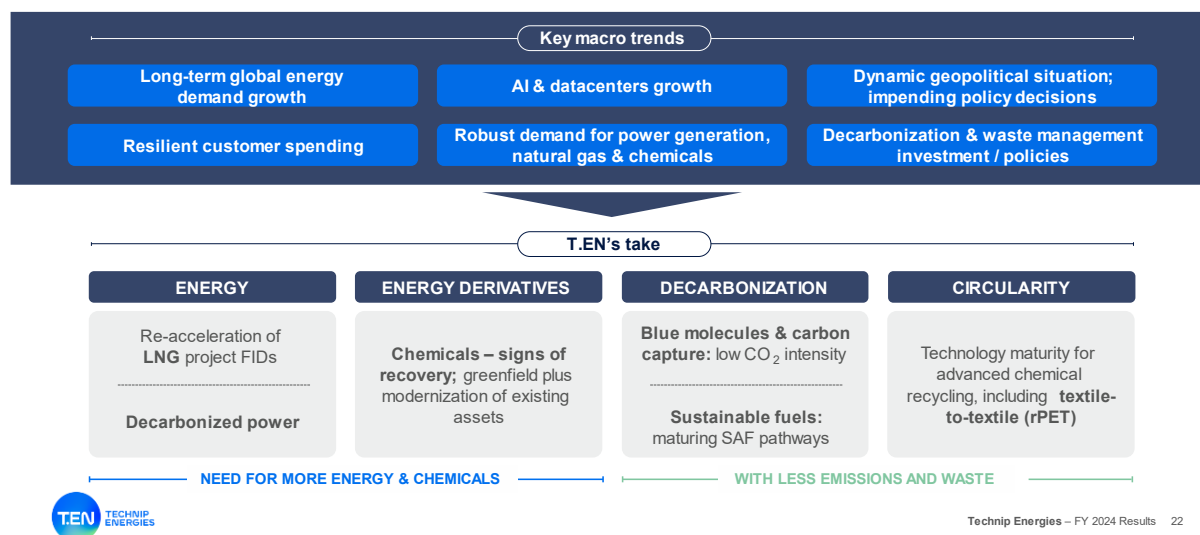 Key macro trends
Long-term global energy
demand growth
AI & datacenters growth
Dynamic geopolitical situation;
impending policy decisions
Resilient customer spending
Robust demand for power generation,
natural gas & chemicals
Decarbonization & waste management
investment / policies
T.EN's take
ENERGY
Re-acceleration of
LNG project FIDs
Decarbonized power
ENERGY DERIVATIVES
Chemicals – signs of
recovery; greenfield plus
modernization of existing
assets
DECARBONIZATION
Blue molecules & carbon
capture: low CO2 intensity
Sustainable fuels:
maturing SAF pathways
CIRCULARITY
Technology maturity for
advanced chemical
recycling, including textile-
to-textile (rPET)
NEED FOR MORE ENERGY & CHEMICALS
WITH LESS EMISSIONS AND WASTE
T.EN
TECHNIP
ENERGIES
Technip Energies – FY 2024 Results 22